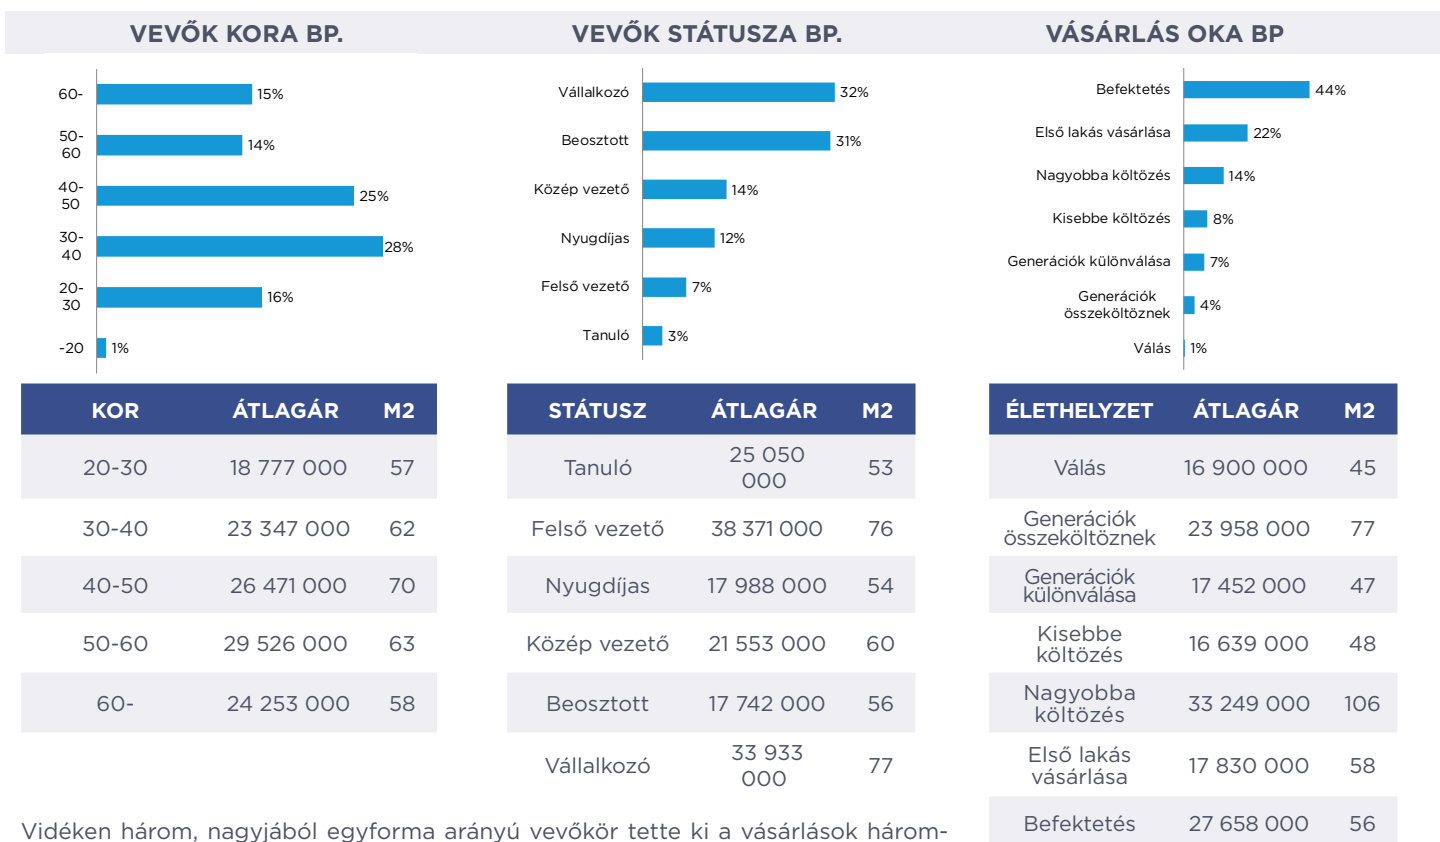 VEVŐK KORA BP.
60-
15%
50-
60
14%
40-
50
25%
30-
40
28%
20-
30
16%
-20
1%
KOR ÁTLAGÁR M2
20-30 18 777 000 57
30-40 23 347 000 62
40-50 26 471 000 70
50-60 29 526 000 63
60- 24 253 000 58
VEVŐK STÁTUSZA BP.
Vállalkozó 32%
Beosztott 31%
Közép vezető 14%
Nyugdíjas 12%
Felső vezető 7%
Tanuló 3%
STÁTUSZ ÁTLAGÁR M2
Tanuló 25 050
000 53
Felső vezető 38 371 000 76
Nyugdíjas 17 988 000 54
Közép vezető 21 553 000 60
Beosztott 17 742 000 56
Vállalkozó 33 933
000 77
VÁSÁRLÁS OKA BP
Befektetés 44%
Első lakás vásárlása 22%
Nagyobba költözés 14%
Kisebbe költözés 8%
Generációk különválása 7%
Generációk
összeköltöznek 4%
Válás 1%
ÉLETHELYZET ÁTLAGÁR M2
Válás 16 900 000 45
Generációk
összeköltöznek 23 958 000 77
Generációk
különválása 17 452 000 47
Kisebbe
költözés 16 639 000 48
Nagyobba
költözés 33 249 000 106
Első lakás
vásárlása 17 830 000 58
Befektetés 27 658 000 56
Vidéken három, nagyjából egyforma arányú vevőkör tette ki a vásárlások három-